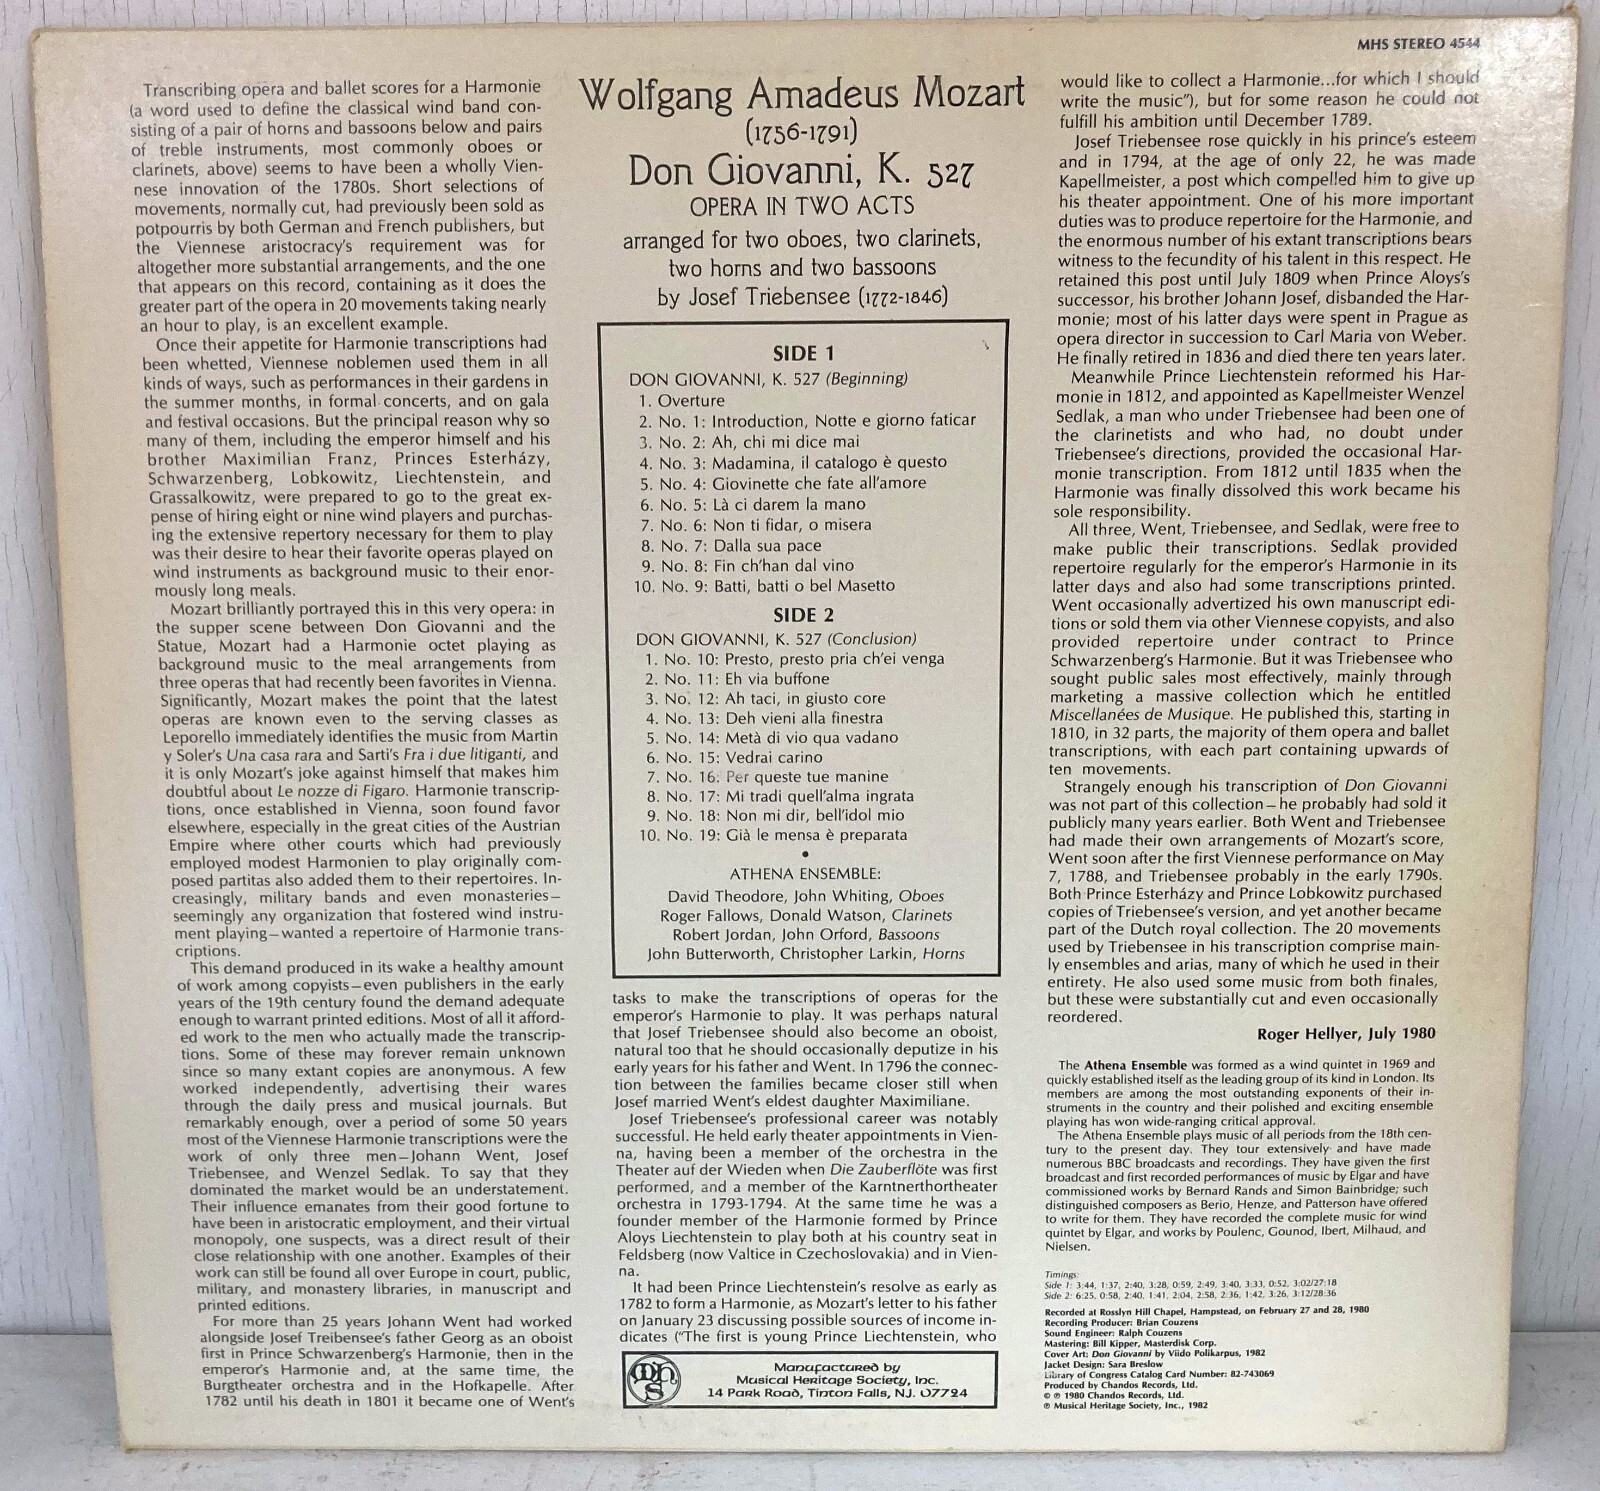 MHS STEREO 4544
Transcribing opera and ballet scores for a Harmonie
(a word used to define the classical wind band con-
sisting of a pair of horns and bassoons below and pairs
of treble instruments, most commonly oboes or
clarinets, above) seems to have been a wholly Vien-
nese innovation of the 1780s. Short selections of
movements, normally cut, had previously been sold as
potpourris by both German and French publishers, but
the Viennese aristocracy's requirement was for
altogether more substantial arrangements, and the one
that appears on this record, containing as it does the
greater part of the opera in 20 movements taking nearly
an hour to play, is an excellent example.
Once their appetite for Harmonie transcriptions had
been whetted, Viennese noblemen used them in all
kinds of ways, such as performances in their gardens in
the summer months, in formal concerts, and on gala
and festival occasions. But the principal reason why so
many of them, including the emperor himself and his
brother Maximilian Franz, Princes Esterházy,
Schwarzenberg, Lobkowitz, Liechtenstein, and
Grassalkowitz, were prepared to go to the great ex-
pense of hiring eight or nine wind players and purchas-
ing the extensive repertory necessary for them to play
was their desire to hear their favorite operas played on
wind instruments as background music to their enor-
mously long meals.
Mozart brilliantly portrayed this in this very opera: in
the supper scene between Don Giovanni and the
Statue, Mozart had a Harmonie octet playing as
background music to the meal arrangements from
three operas that had recently been favorites in Vienna.
Significantly, Mozart makes the point that the latest
operas are known even to the serving classes as
Leporello immediately identifies the music from Martin
y Soler's Una casa rara and Sarti's Fra i due litiganti, and
it is only Mozart's joke against himself that makes him
doubtful about Le nozze di Figaro. Harmonie transcrip-
tions, once established in Vienna, soon found favor
elsewhere, especially in the great cities of the Austrian
Empire where other courts which had previously
employed modest Harmonien to play originally com-
posed partitas also added them to their repertoires. In-
creasingly, military bands and even monasteries—
seemingly any organization that fostered wind instru-
ment playing—wanted a repertoire of Harmonie trans-
criptions.
This demand produced in its wake a healthy amount
of work among copyists—even publishers in the early
years of the 19th century found the demand adequate
enough to warrant printed editions. Most of all it afford-
ed work to the men who actually made the transcrip-
tions. Some of these may forever remain unknown
since so many extant copies are anonymous. A few
worked independently, advertising their wares
through the daily press and musical journals. But
remarkably enough, over a period of some 50 years
most of the Viennese Harmonie transcriptions were the
work of only three men—Johann Went, Josef
Triebensee, and Wenzel Sedlak. To say that they
dominated the market would be an understatement.
Their influence emanates from their good fortune to
have been in aristocratic employment, and their virtual
monopoly, one suspects, was a direct result of their
close relationship with one another. Examples of their
work can still be found all over Europe in court, public,
military, and monastery libraries, in manuscript and
printed editions.
For more than 25 years Johann Went had worked
alongside Josef Treibensee's father Georg as an oboist
first in Prince Schwarzenberg's Harmonie, then in the
emperor's Harmonie and, at the same time, the
Burgtheater orchestra and in the Hofkapelle. After
1782 until his death in 1801 it became one of Went's
Wolfgang Amadeus Mozart
(1756-1791)
Don Giovanni, K. 527
OPERA IN TWO ACTS
arranged for two oboes, two clarinets,
two horns and two bassoons
by Josef Triebensee (1772-1846)
SIDE 1
DON GIOVANNI, K. 527 (Beginning)
1. Overture
2. No. 1: Introduction, Notte e giorno faticar
3. No. 2: Ah, chi mi dice mai
4. No. 3: Madamina, il catalogo è questo
5. No. 4: Giovinette che fate all'amore
6. No. 5: Là ci darem la mano
7. No. 6: Non ti fidar, o misera
8. No. 7: Dalla sua pace
9. No. 8: Fin ch'han dal vino
10. No. 9: Batti, batti o bel Masetto
SIDE 2
DON GIOVANNI, K. 527 (Conclusion)
1. No. 10: Presto, presto pria ch'ei venga
2. No. 11: Eh via buffone
3. No. 12: Ah taci, in giusto core
4. No. 13: Deh vieni alla finestra
5. No. 14: Metà di vio qua vadano
6. No. 15: Vedrai carino
7. No. 16: Per queste tue manine
8. No. 17: Mi tradi quell'alma ingrata
9. No. 18: Non mi dir, bell'idol mio
10. No. 19: Già le mensa è preparata
•
ATHENA ENSEMBLE:
David Theodore, John Whiting, Oboes
Roger Fallows, Donald Watson, Clarinets
Robert Jordan, John Orford, Bassoons
John Butterworth, Christopher Larkin, Horns
tasks to make the transcriptions of operas for the
emperor's Harmonie to play. It was perhaps natural
that Josef Triebensee should also become an oboist,
natural too that he should occasionally deputize in his
early years for his father and Went. In 1796 the connec-
tion between the families became closer still when
Josef married Went's eldest daughter Maximiliane.
Josef Triebensee's professional career was notably
successful. He held early theater appointments in Vien-
na, having been a member of the orchestra in the
Theater auf der Wieden when Die Zauberflöte was first
performed, and a member of the Karntnerthortheater
orchestra in 1793-1794. At the same time he was a
founder member of the Harmonie formed by Prince
Aloys Liechtenstein to play both at his country seat in
Feldsberg (now Valtice in Czechoslovakia) and in Vien-
na.
It had been Prince Liechtenstein's resolve as early as
1782 to form a Harmonie, as Mozart's letter to his father
on January 23 discussing possible sources of income in-
dicates ("The first is young Prince Liechtenstein, who
mhs
Manufactured by
Musical Heritage Society, Inc.
14 Park Road, Tinton Falls, N.J. 07724
would like to collect a Harmonie...for which I should
write the music"), but for some reason he could not
fulfill his ambition until December 1789.
Josef Triebensee rose quickly in his prince's esteem
and in 1794, at the age of only 22, he was made
Kapellmeister, a post which compelled him to give up
his theater appointment. One of his more important
duties was to produce repertoire for the Harmonie, and
the enormous number of his extant transcriptions bears
witness to the fecundity of his talent in this respect. He
retained this post until July 1809 when Prince Aloys's
successor, his brother Johann Josef, disbanded the Har-
monie; most of his latter days were spent in Prague as
opera director in succession to Carl Maria von Weber.
He finally retired in 1836 and died there ten years later.
Meanwhile Prince Liechtenstein reformed his Har-
monie in 1812, and appointed as Kapellmeister Wenzel
Sedlak, a man who under Triebensee had been one of
the clarinetists and who had, no doubt under
Triebensee's directions, provided the occasional Har-
monie transcription. From 1812 until 1835 when the
Harmonie was finally dissolved this work became his
sole responsibility.
All three, Went, Triebensee, and Sedlak, were free to
make public their transcriptions. Sedlak provided
repertoire regularly for the emperor's Harmonie in its
latter days and also had some transcriptions printed.
Went occasionally advertized his own manuscript edi-
tions or sold them via other Viennese copyists, and also
provided repertoire under contract to Prince
Schwarzenberg's Harmonie. But it was Triebensee who
sought public sales most effectively, mainly through
marketing a massive collection which he entitled
Miscellanées de Musique. He published this, starting in
1810, in 32 parts, the majority of them opera and ballet
transcriptions, with each part containing upwards of
ten movements.
Strangely enough his transcription of Don Giovanni
was not part of this collection—he probably had sold it
publicly many years earlier. Both Went and Triebensee
had made their own arrangements of Mozart's score,
Went soon after the first Viennese performance on May
7, 1788, and Triebensee probably in the early 1790s.
Both Prince Esterházy and Prince Lobkowitz purchased
copies of Triebensee's version, and yet another became
part of the Dutch royal collection. The 20 movements
used by Triebensee in his transcription comprise main-
ly ensembles and arias, many of which he used in their
entirety. He also used some music from both finales,
but these were substantially cut and even occasionally
reordered.
Roger Hellyer, July 1980
The Athena Ensemble was formed as a wind quintet in 1969 and
quickly established itself as the leading group of its kind in London. Its
members are among the most outstanding exponents of their in-
struments in the country and their polished and exciting ensemble
playing has won wide-ranging critical approval.
The Athena Ensemble plays music of all periods from the 18th cen-
tury to the present day. They tour extensively and have made
numerous BBC broadcasts and recordings. They have given the first
broadcast and first recorded performances of music by Elgar and have
commissioned works by Bernard Rands and Simon Bainbridge; such
distinguished composers as Berio, Henze, and Patterson have offered
to write for them. They have recorded the complete music for wind
quintet by Elgar, and works by Poulenc, Gounod, Ibert, Milhaud, and
Nielsen.
Timings:
Side 1: 3:44, 1:37, 2:40, 3:28, 0:59, 2:49, 3:40, 3:33, 0:52, 3:02/27:18
Side 2: 6:25, 0:58, 2:40, 1:41, 2:04, 2:58, 2:36, 1:42, 3:26, 3:12/28:36
Recorded at Rosslyn Hill Chapel, Hampstead, on February 27 and 28, 1980
Recording Producer: Brian Couzens
Sound Engineer: Ralph Couzens
Mastering: Bill Kipper, Masterdisk Corp.
Cover Art: Don Giovanni by Viido Polikarpus, 1982
Jacket Design: Sara Breslow
Library of Congress Catalog Card Number: 82-743069
Produced by Chandos Records, Ltd.
© ℗ 1980 Chandos Records, Ltd.
℗ Musical Heritage Society, Inc., 1982